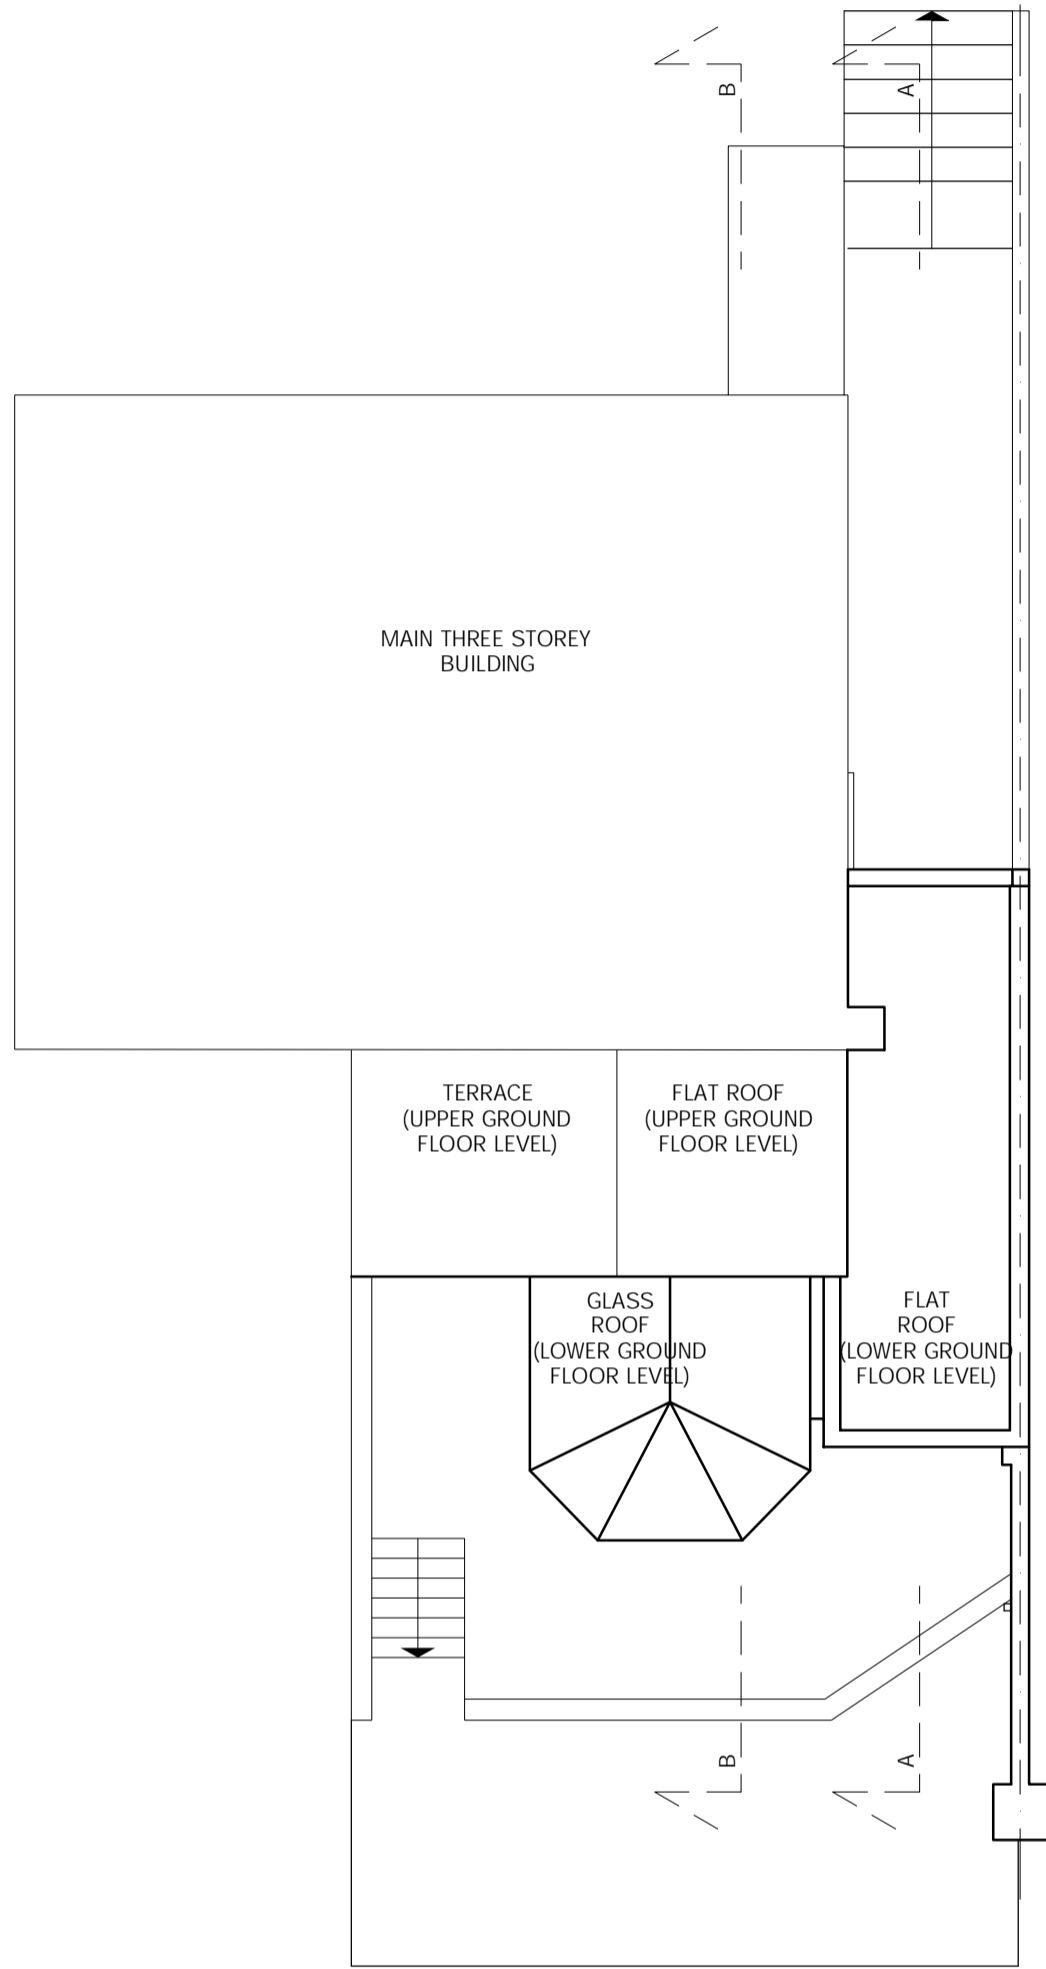 B
A
MAIN THREE STOREY
BUILDING
TERRACE
(UPPER GROUND
FLOOR LEVEL)
FLAT ROOF
(UPPER GROUND
FLOOR LEVEL)
GLASS
ROOF
(LOWER GROUND
FLOOR LEVEL)
FLAT
ROOF
(LOWER GROUND
FLOOR LEVEL)
B
A